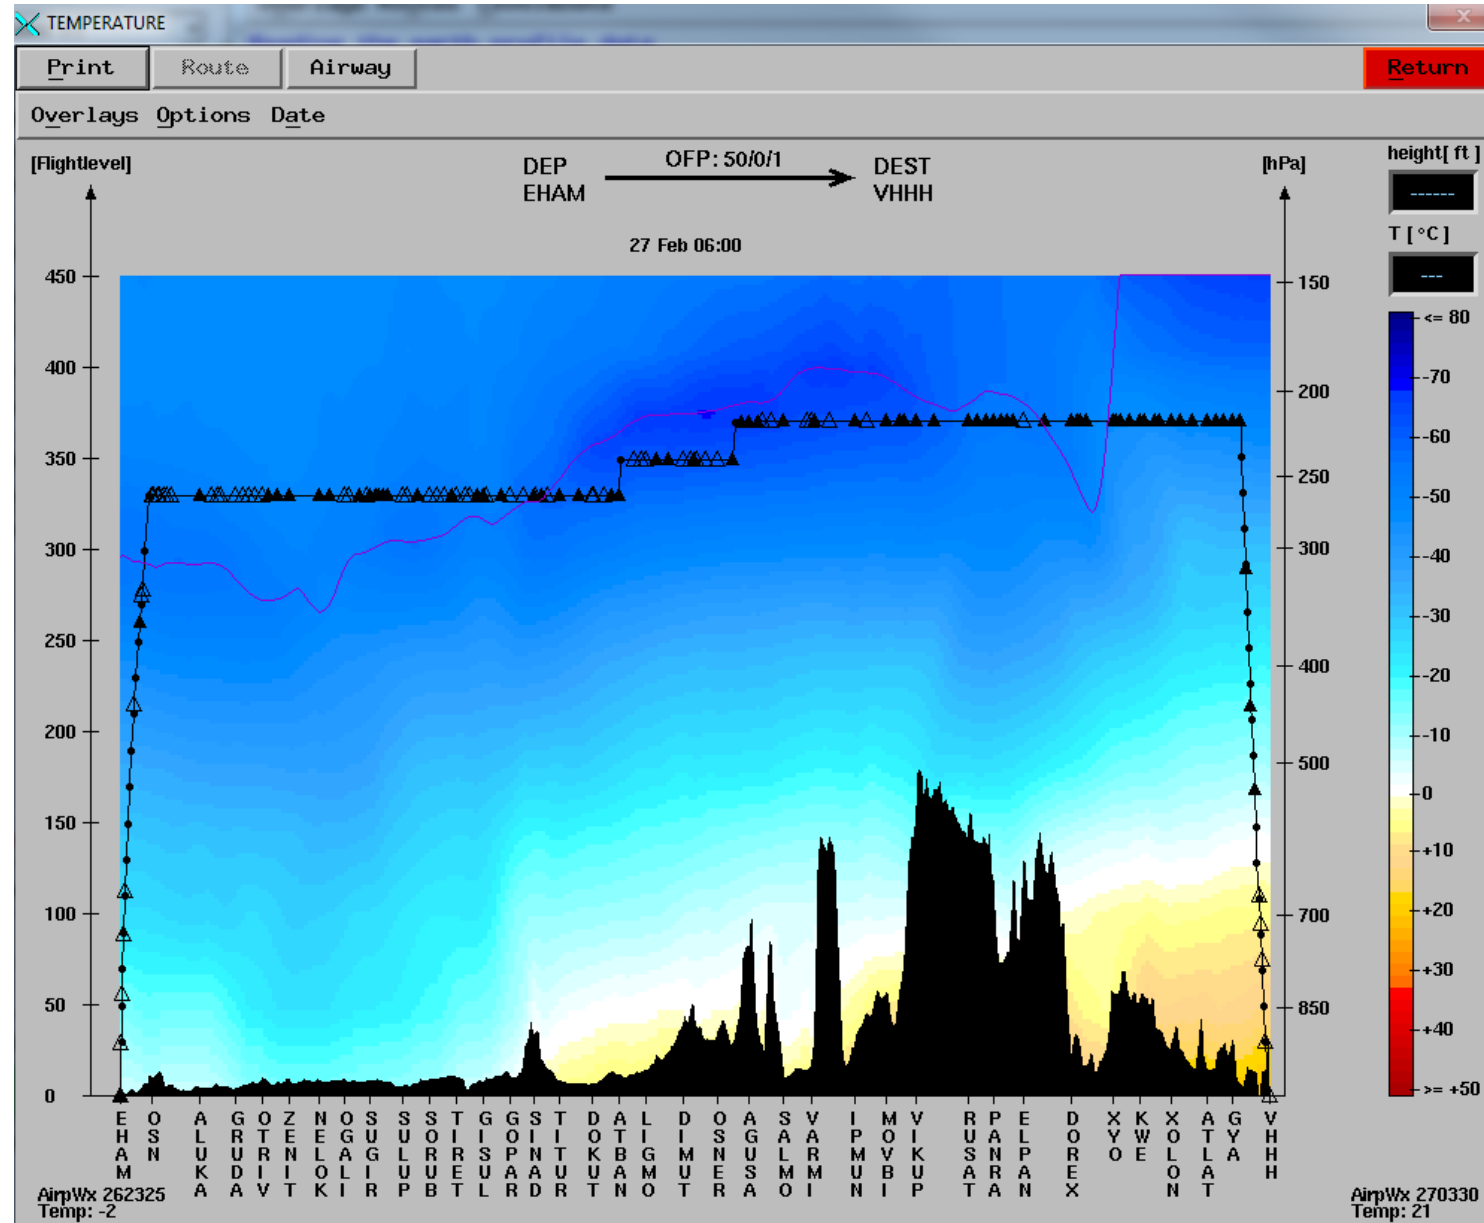 TEMPERATURE
Print Route Airway Return
Overlays Options Date
[Flightlevel] DEP OFP: 50/0/1 DEST [hPa] height[ ft ]
EHAM VHHH
------
T [ °C ]
27 Feb 06:00
---
450
400
350
300
250
200
150
100
50
0
150
200
250
300
400
500
700
850
<= 80
-70
-60
-50
-40
-30
-20
-10
0
+10
+20
+30
+40
>= +50
EHAM
OSN
ALUKA
GRUDA
OTRIV
ZENIT
NELOK
OGALI
SUGIR
SULUP
SORUB
TIRET
GISUL
GOPAR
SINAD
TITUR
DOKUT
ATBAN
LIGMO
DIMUT
OSNER
AGUSA
SALMO
VARMI
IPMUN
MOVBI
VIKUP
RUSAT
PANRA
ELPAN
DOREX
XYO
KWE
XOLON
ATLAT
GYA
VHHH
AirpWx 262325
Temp: -2
AirpWx 270330
Temp: 21